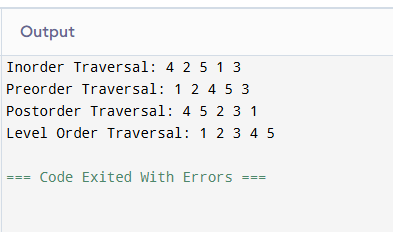 Output
Inorder Traversal: 4 2 5 1 3
Preorder Traversal: 1 2 4 5 3
Postorder Traversal: 4 5 2 3 1
Level Order Traversal: 1 2 3 4 5
=== Code Exited With Errors ===